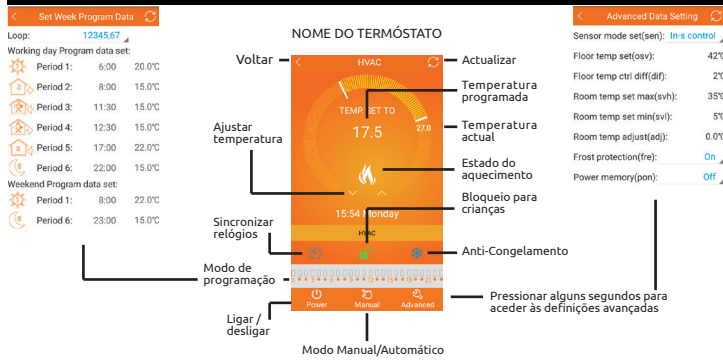 Set Week Program Data
Loop: 12345,67
Working day Program data set:
Period 1: 6:00 20.0℃
2 Period 2: 8:00 15.0℃
Period 3: 11:30 15.0℃
Period 4: 12:30 15.0℃
Period 5: 17:00 22.0℃
Period 6: 22:00 15.0℃
Weekend Program data set:
Period 1: 8:00 22.0℃
Period 6: 23:00 15.0℃
NOME DO TERMÓSTATO
Voltar
Ajustar
temperatura
Sincronizar
relógios
Modo de
programação
Ligar /
desligar
HVAC
TEMP. SET TO
17.5
27.0
15:54 Monday
HVAC
Power
Manual
Advanced
Modo Manual/Automático
Actualizar
Temperatura
programada
Temperatura
actual
Estado do
aquecimento
Bloqueio para
crianças
Anti-Congelamento
Pressionar alguns segundos para
aceder às definições avançadas
Advanced Data Setting
Sensor mode set(sen): In-s control
Floor temp set(osv): 42℃
Floor temp ctrl diff(dif): 2℃
Room temp set max(svh): 35℃
Room temp set min(svl): 5℃
Room temp adjust(adj): 0.0℃
Frost protection(fre): On
Power memory(pon): Off